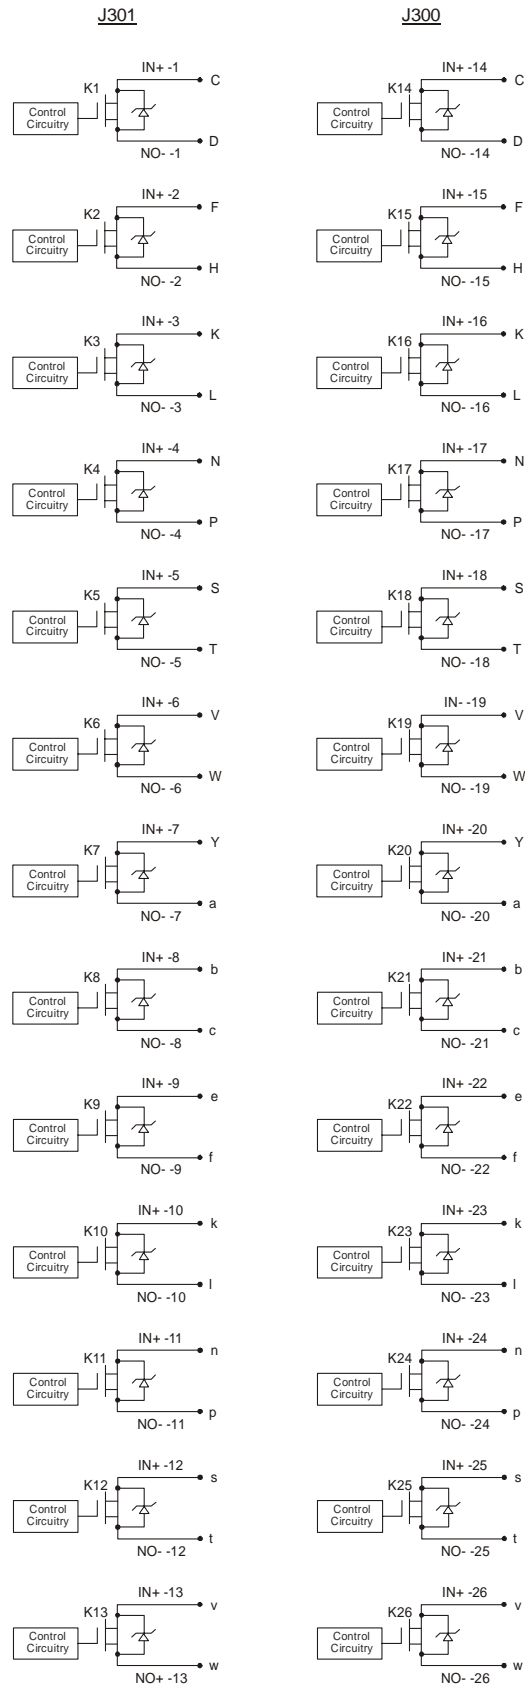 J301
IN+ -1
K1
C
Control
Circuitry
D
NO- -1
IN+ -2
K2
F
Control
Circuitry
H
NO- -2
IN+ -3
K3
K
Control
Circuitry
L
NO- -3
IN+ -4
K4
N
Control
Circuitry
P
NO- -4
IN+ -5
K5
S
Control
Circuitry
T
NO- -5
IN+ -6
K6
V
Control
Circuitry
W
NO- -6
IN+ -7
K7
Y
Control
Circuitry
a
NO- -7
IN+ -8
K8
b
Control
Circuitry
c
NO- -8
IN+ -9
K9
e
Control
Circuitry
f
NO- -9
IN+ -10
K10
k
Control
Circuitry
l
NO- -10
IN+ -11
K11
n
Control
Circuitry
p
NO- -11
IN+ -12
K12
s
Control
Circuitry
t
NO- -12
IN+ -13
K13
v
Control
Circuitry
w
NO+ -13
J300
IN+ -14
K14
C
Control
Circuitry
D
NO- -14
IN+ -15
K15
F
Control
Circuitry
H
NO- -15
IN+ -16
K16
K
Control
Circuitry
L
NO- -16
IN+ -17
K17
N
Control
Circuitry
P
NO- -17
IN+ -18
K18
S
Control
Circuitry
T
NO- -18
IN- -19
K19
V
Control
Circuitry
W
NO- -19
IN+ -20
K20
Y
Control
Circuitry
a
NO- -20
IN+ -21
K21
b
Control
Circuitry
c
NO- -21
IN+ -22
K22
e
Control
Circuitry
f
NO- -22
IN+ -23
K23
k
Control
Circuitry
l
NO- -23
IN+ -24
K24
n
Control
Circuitry
p
NO- -24
IN+ -25
K25
s
Control
Circuitry
t
NO- -25
IN+ -26
K26
v
Control
Circuitry
w
NO- -26